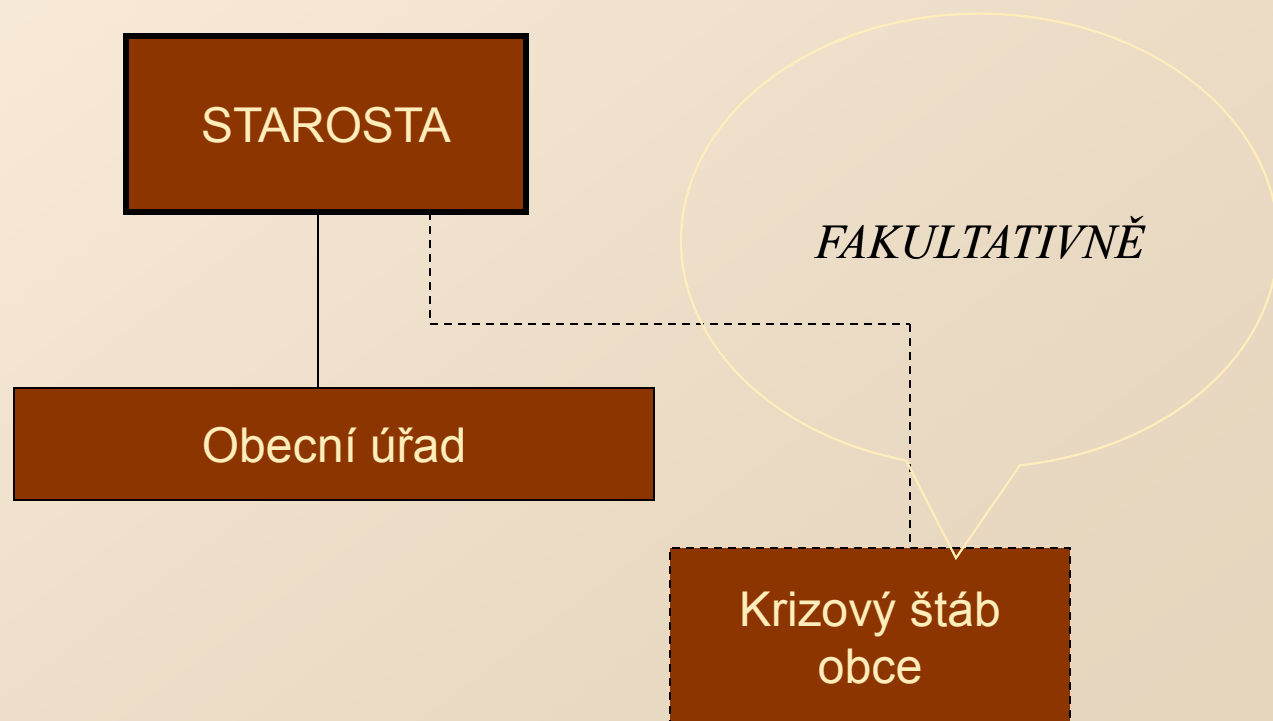 STAROSTA
FAKULTATIVNĚ
Obecní úřad
Krizový štáb
obce